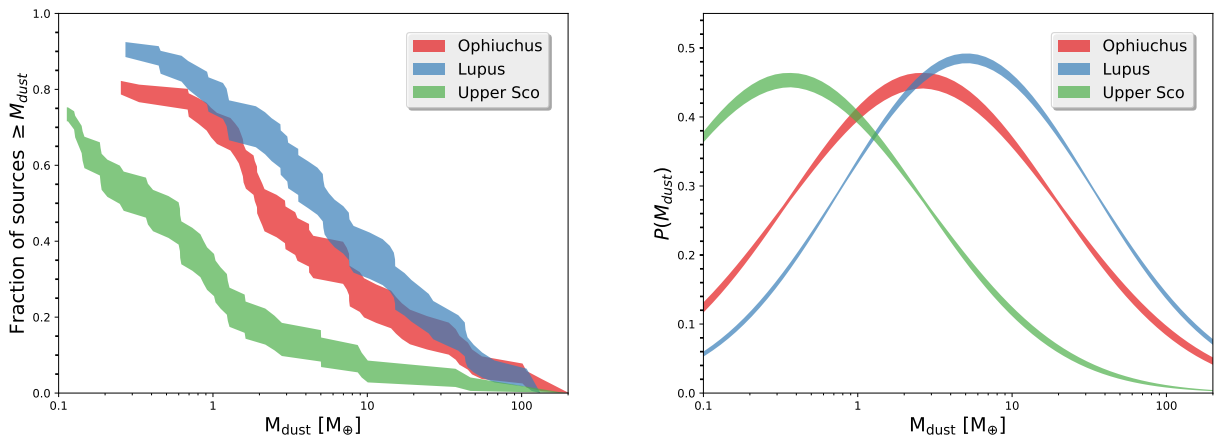 1.0
0.8
0.6
0.4
0.2
0.0
0.1
1
10
100
Fraction of sources ≥ M_dust
M_dust [M_⊕]
Ophiuchus
Lupus
Upper Sco
0.5
0.4
0.3
0.2
0.1
0.0
0.1
1
10
100
P(M_dust)
M_dust [M_⊕]
Ophiuchus
Lupus
Upper Sco